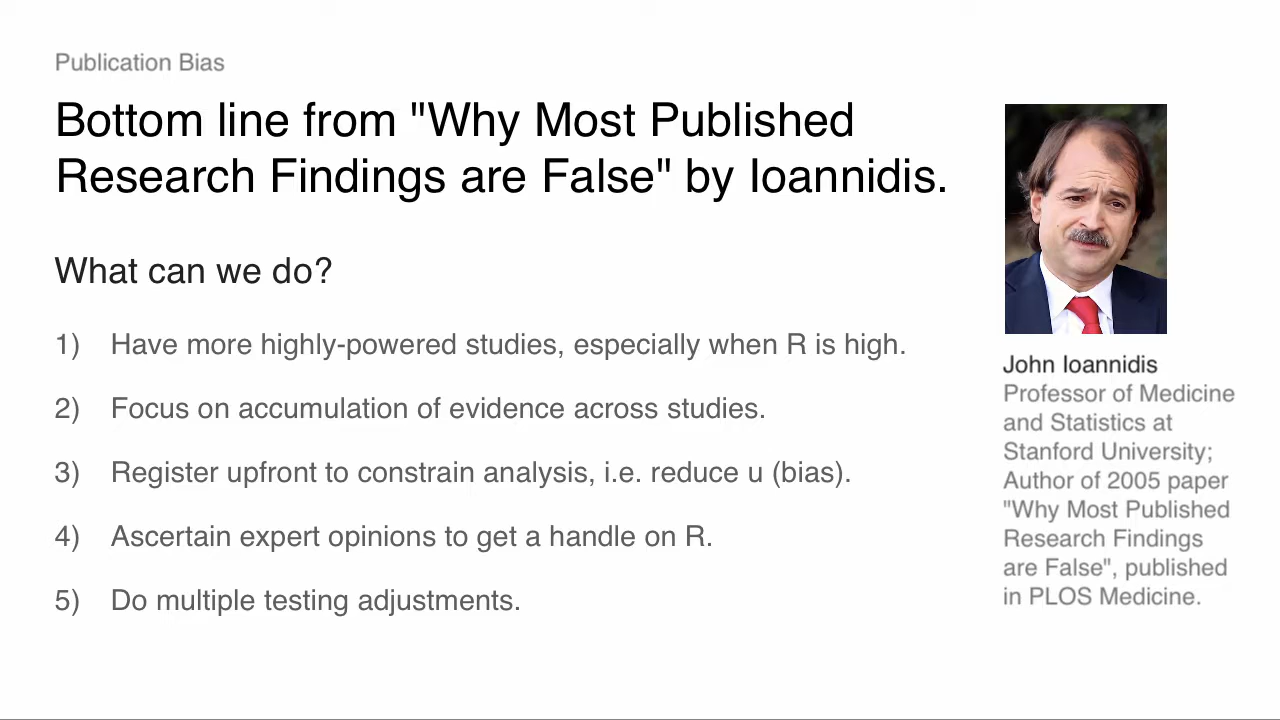 Publication Bias
Bottom line from "Why Most Published
Research Findings are False" by Ioannidis.
What can we do?
1) Have more highly-powered studies, especially when R is high.
2) Focus on accumulation of evidence across studies.
3) Register upfront to constrain analysis, i.e. reduce u (bias).
4) Ascertain expert opinions to get a handle on R.
5) Do multiple testing adjustments.
John Ioannidis
Professor of Medicine
and Statistics at
Stanford University;
Author of 2005 paper
"Why Most Published
Research Findings
are False", published
in PLOS Medicine.